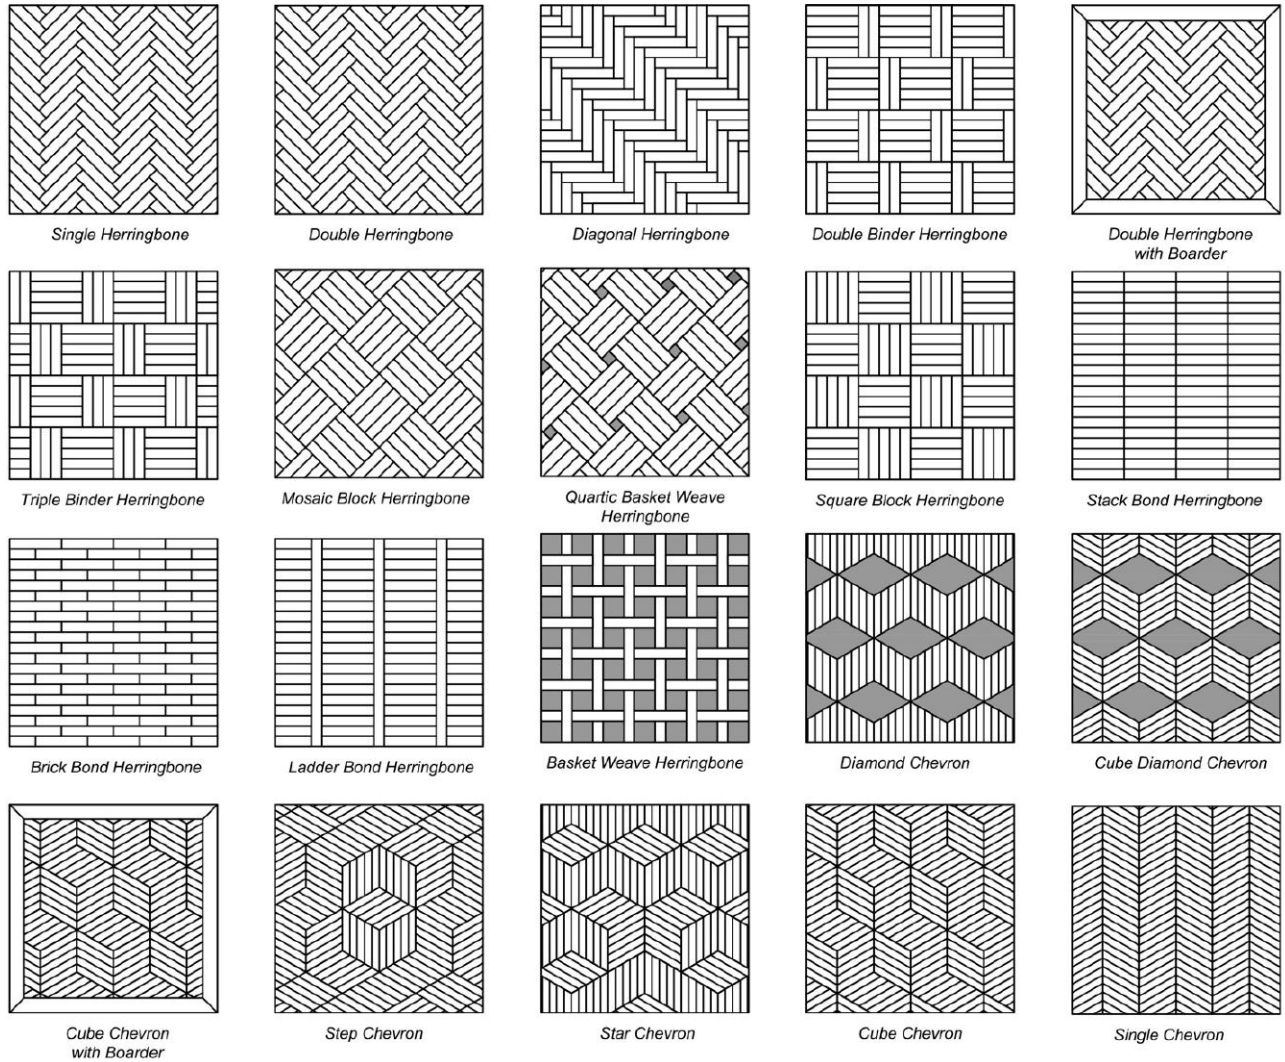 Single Herringbone
Double Herringbone
Diagonal Herringbone
Double Binder Herringbone
Double Herringbone
with Boarder
Triple Binder Herringbone
Mosaic Block Herringbone
Quartic Basket Weave
Herringbone
Square Block Herringbone
Stack Bond Herringbone
Brick Bond Herringbone
Ladder Bond Herringbone
Basket Weave Herringbone
Diamond Chevron
Cube Diamond Chevron
Cube Chevron
with Boarder
Step Chevron
Star Chevron
Cube Chevron
Single Chevron